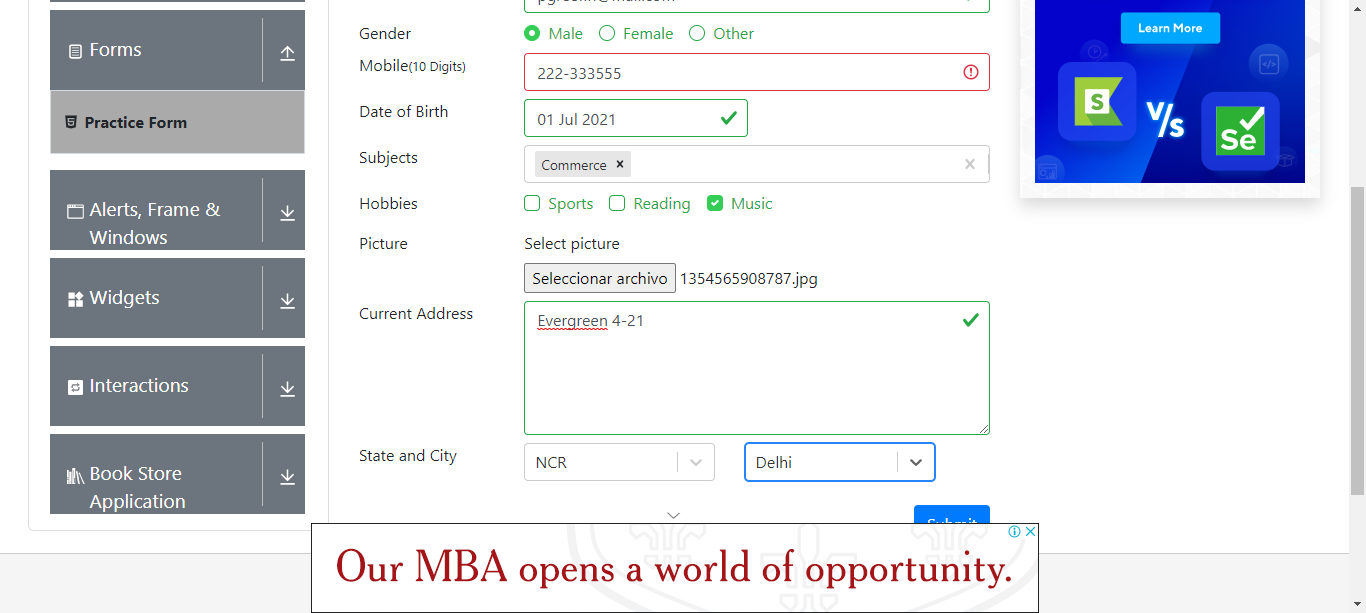 pgreelin@mail.com
Forms
Practice Form
Alerts, Frame &
Windows
Widgets
Interactions
Book Store
Application
Gender
Male Female Other
Mobile(10 Digits)
222-333555
Date of Birth
01 Jul 2021
Subjects
Commerce ×
Hobbies
Sports Reading Music
Picture
Select picture
Seleccionar archivo 1354565908787.jpg
Current Address
Evergreen 4-21
State and City
NCR
Delhi
Submit
Learn More
S
V/s
Se
Our MBA opens a world of opportunity.